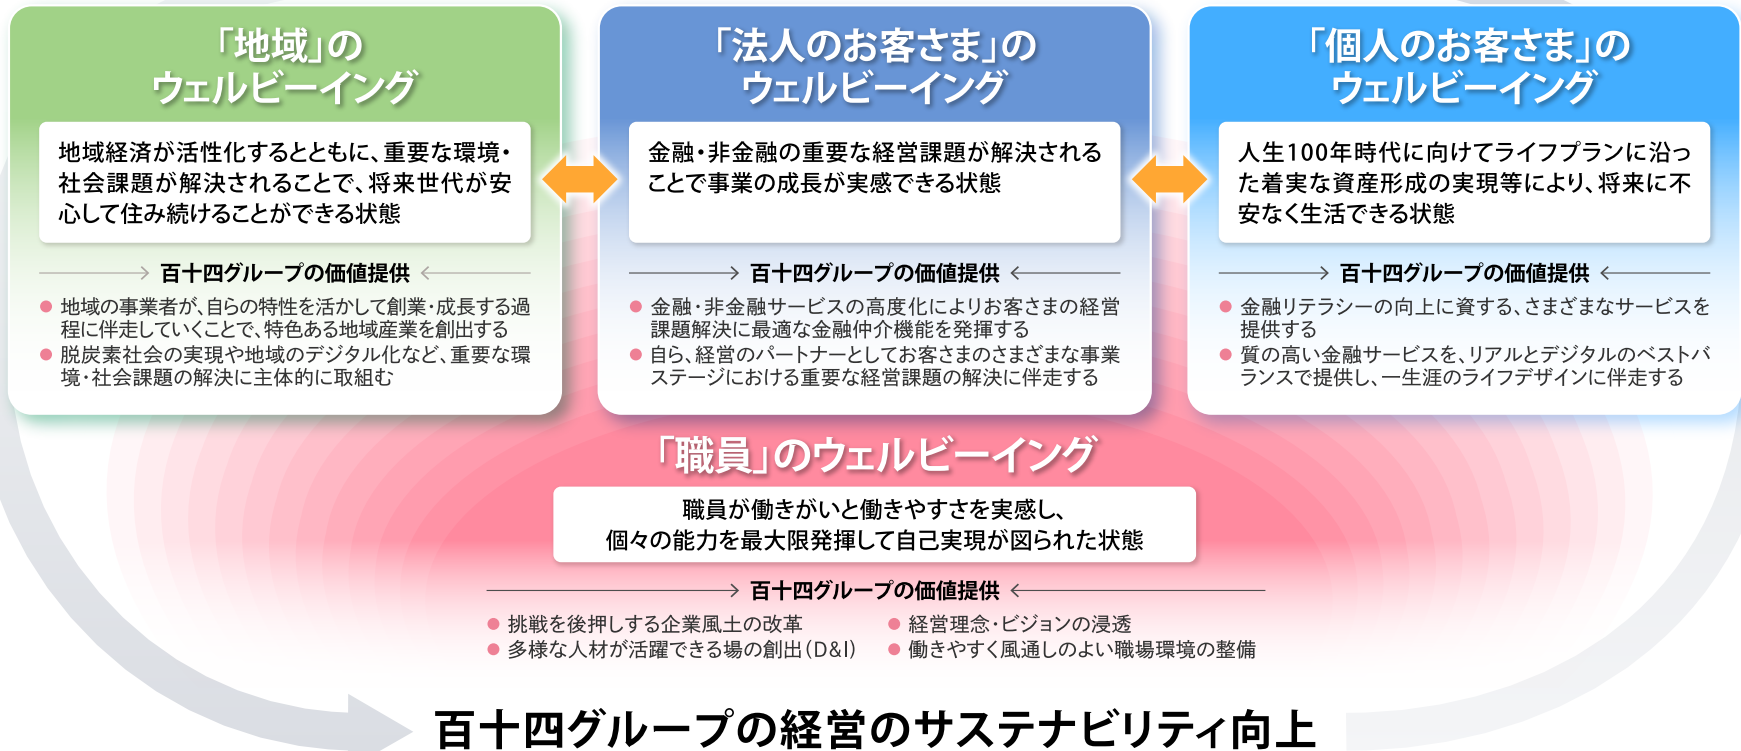 「地域」の
ウェルビーイング
地域経済が活性化するとともに、重要な環境・
社会課題が解決されることで、将来世代が安
心して住み続けることができる状態
百十四グループの価値提供
● 地域の事業者が、自らの特性を活かして創業・成長する過
程に伴走していくことで、特色ある地域産業を創出する
● 脱炭素社会の実現や地域のデジタル化など、重要な環
境・社会課題の解決に主体的に取組む
「法人のお客さま」の
ウェルビーイング
金融・非金融の重要な経営課題が解決される
ことで事業の成長が実感できる状態
百十四グループの価値提供
● 金融・非金融サービスの高度化によりお客さまの経営
課題解決に最適な金融仲介機能を発揮する
● 自ら、経営のパートナーとしてお客さまのさまざまな事業
ステージにおける重要な経営課題の解決に伴走する
「個人のお客さま」の
ウェルビーイング
人生100年時代に向けてライフプランに沿っ
た着実な資産形成の実現等により、将来に不
安なく生活できる状態
百十四グループの価値提供
● 金融リテラシーの向上に資する、さまざまなサービスを
提供する
● 質の高い金融サービスを、リアルとデジタルのベストバ
ランスで提供し、一生涯のライフデザインに伴走する
「職員」のウェルビーイング
職員が働きがいと働きやすさを実感し、
個々の能力を最大限発揮して自己実現が図られた状態
百十四グループの価値提供
● 挑戦を後押しする企業風土の改革
● 多様な人材が活躍できる場の創出(D&I)
● 経営理念・ビジョンの浸透
● 働きやすく風通しのよい職場環境の整備
百十四グループの経営のサステナビリティ向上